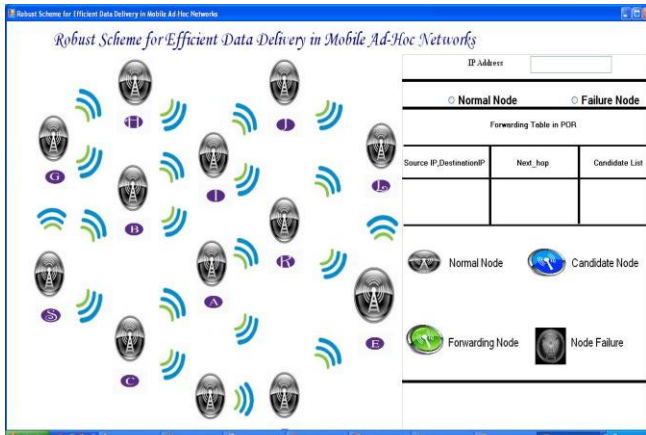 Robust Scheme for Efficient Data Delivery in Mobile Ad-Hoc Networks
Robust Scheme for Efficient Data Delivery in Mobile Ad-Hoc Networks
IP Address
Normal Node Failure Node
Forwarding Table in POR
Source IP,DestinationIP Next_hop Candidate List
H
J
G
I
L
B
K
S
A
E
C
Normal Node Candidate Node
Forwarding Node Node Failure